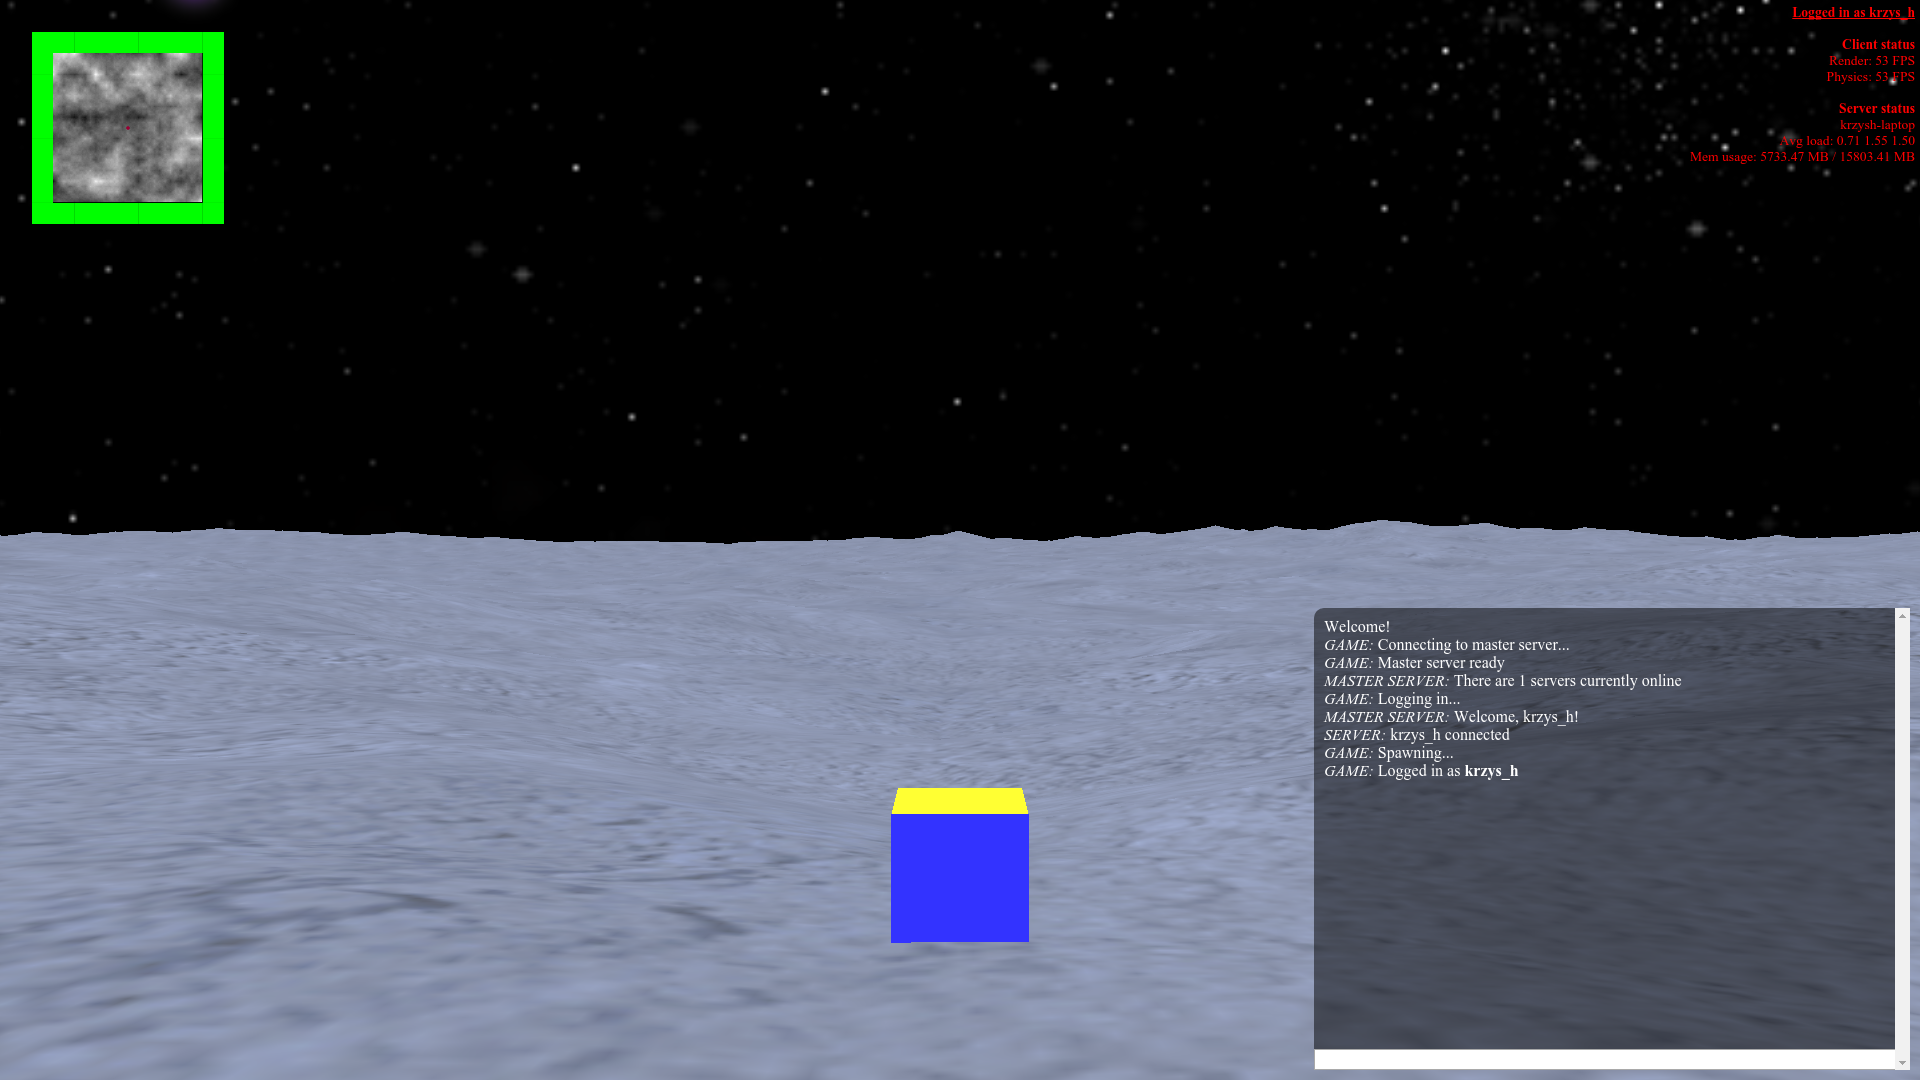 Logged in as krzys_h
Client status
Render: 53 FPS
Physics: 53 FPS
Server status
krzysh-laptop
Avg load: 0.71 1.55 1.50
Mem usage: 5733.47 MB / 15803.41 MB
Welcome!
GAME: Connecting to master server...
GAME: Master server ready
MASTER SERVER: There are 1 servers currently online
GAME: Logging in...
MASTER SERVER: Welcome, krzys_h!
SERVER: krzys_h connected
GAME: Spawning...
GAME: Logged in as krzys_h